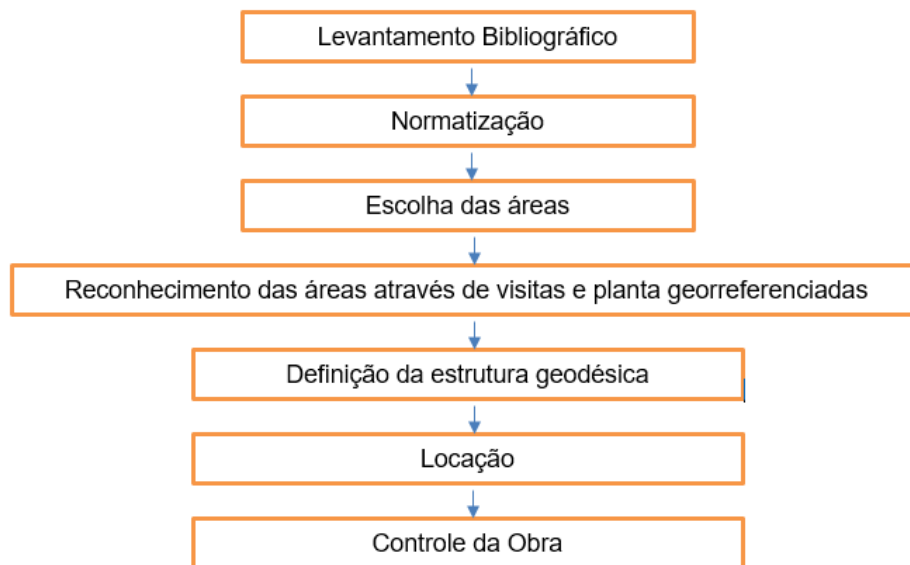 Levantamento Bibliográfico
Normatização
Escolha das áreas
Reconhecimento das áreas através de visitas e planta georreferenciadas
Definição da estrutura geodésica
Locação
Controle da Obra